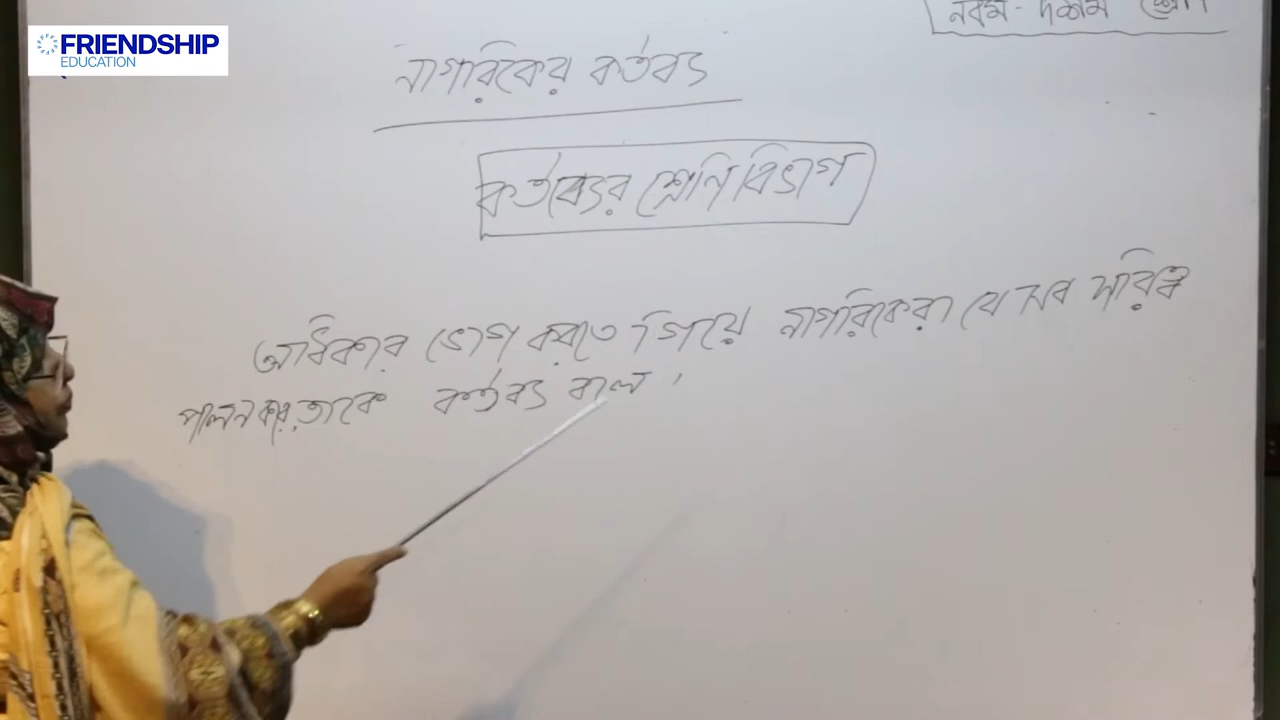 FRIENDSHIP
EDUCATION
নবম - দশম শ্রেণি
নাগরিকের কর্তব্য
কর্তব্যের শ্রেণি বিভাগ
অধিকার ভোগ করতে গিয়ে নাগরিকেরা যে সব দায়িত্ব
পালন করে, তাকে কর্তব্য বলে।